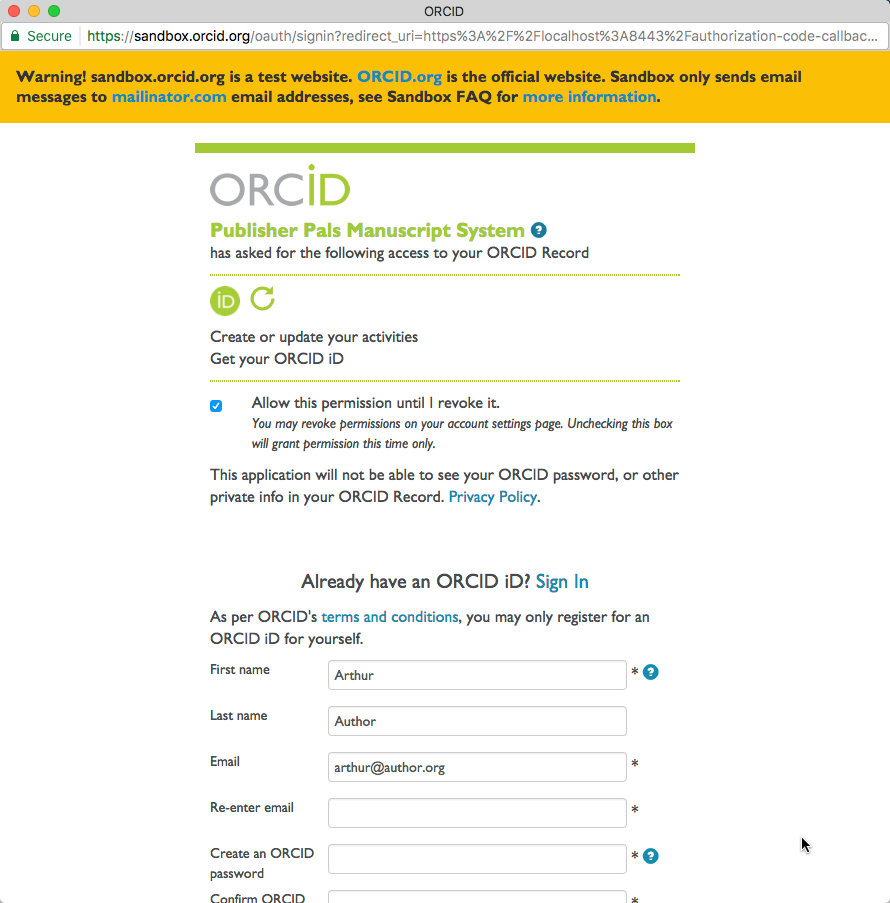 ORCID
Secure https://sandbox.orcid.org/oauth/signin?redirect_uri=https%3A%2F%2Flocalhost%3A8443%2Fauthorization-code-callbac...
Warning! sandbox.orcid.org is a test website. ORCID.org is the official website. Sandbox only sends email
messages to mailinator.com email addresses, see Sandbox FAQ for more information.
ORCiD
Publisher Pals Manuscript System ?
has asked for the following access to your ORCID Record
iD
Create or update your activities
Get your ORCID iD
Allow this permission until I revoke it.
You may revoke permissions on your account settings page. Unchecking this box
will grant permission this time only.
This application will not be able to see your ORCID password, or other
private info in your ORCID Record. Privacy Policy.
Already have an ORCID iD? Sign In
As per ORCID's terms and conditions, you may only register for an
ORCID iD for yourself.
First name Arthur * ?
Last name Author
Email arthur@author.org *
Re-enter email *
Create an ORCID * ?
password
Confirm ORCID *